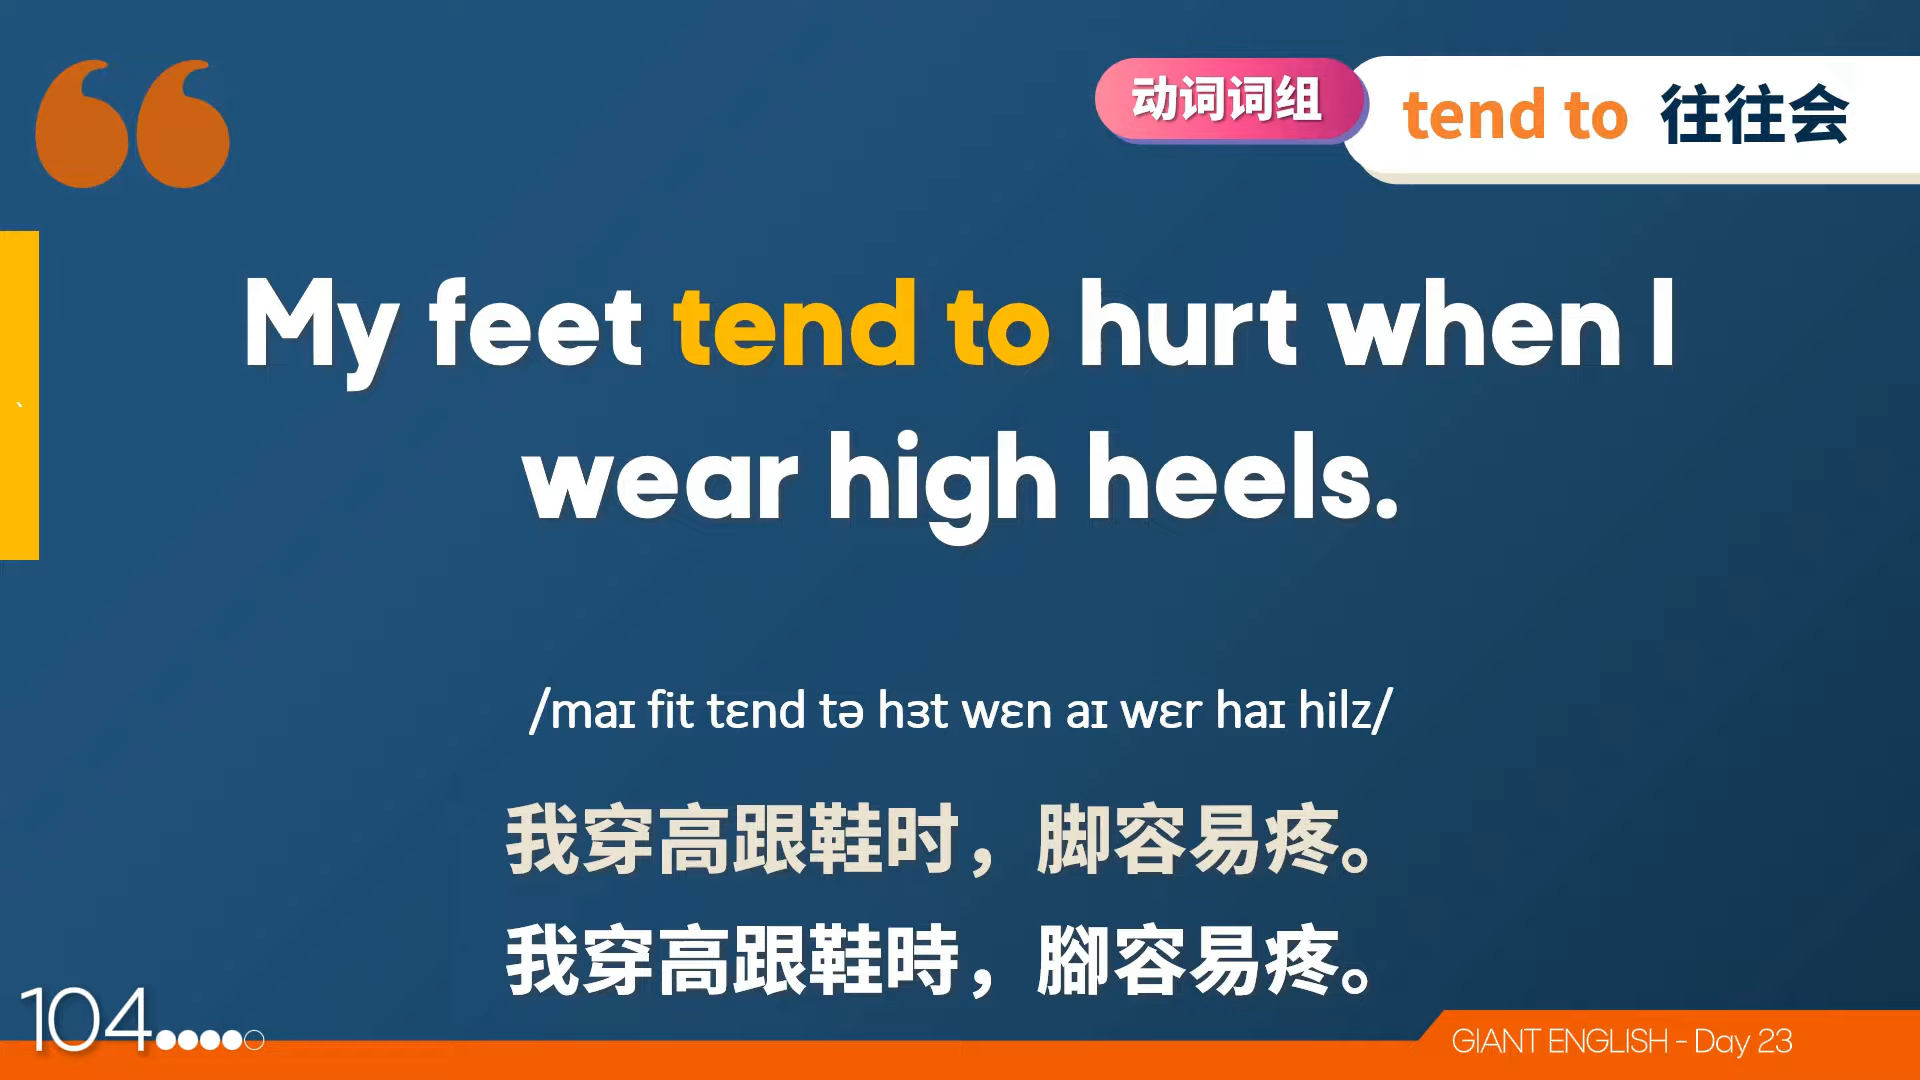 动词词组
tend to 往往会
My feet tend to hurt when I
wear high heels.
/maɪ fit tɛnd tə hɜt wɛn aɪ wɛr haɪ hilz/
我穿高跟鞋时，脚容易疼。
我穿高跟鞋時，腳容易疼。
104
GIANT ENGLISH - Day 23